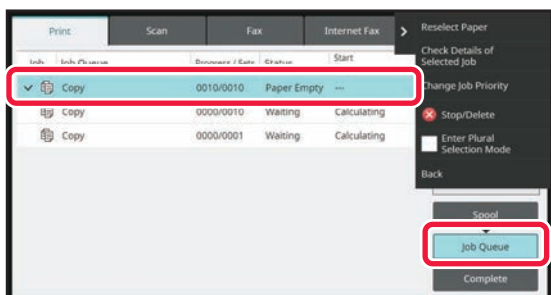 Print Scan Fax Internet Fax
Reselect Paper
Check Details of
Selected Job
Change Job Priority
Stop/Delete
Enter Plural
Selection Mode
Back
Job Job Queue Progress / Sets Status Start
Copy 0010/0010 Paper Empty ---
Copy 0000/0010 Waiting Calculating
Copy 0000/0001 Waiting Calculating
Spool
Job Queue
Complete